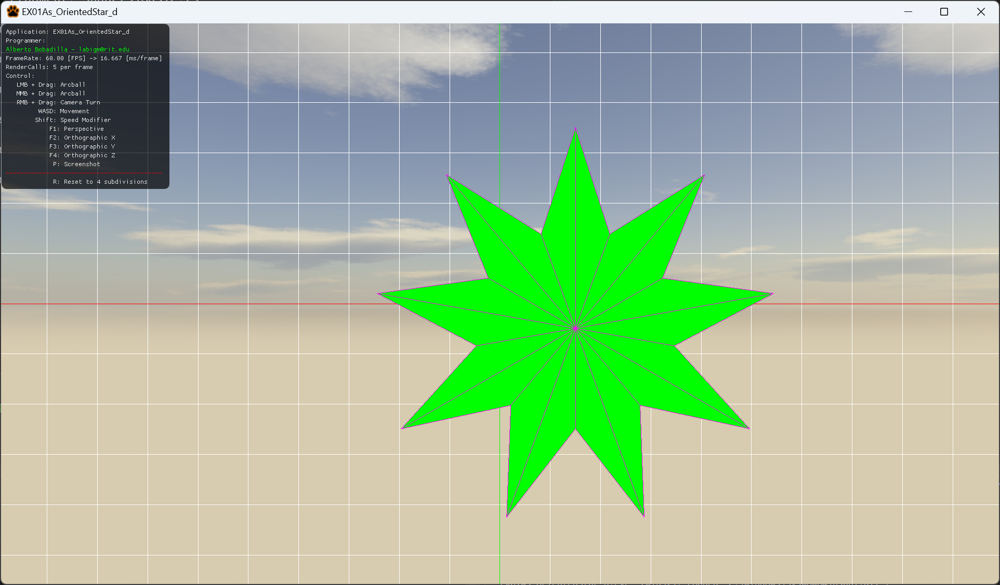 EX01As_OrientedStar_d
Application: EX01As_OrientedStar_d
Programmer:
Alberto Bobadilla - labigm@rit.edu
FrameRate: 60.00 [FPS] -> 16.667 [ms/frame]
RenderCalls: 5 per frame
Control:
LMB + Drag: Arcball
MMB + Drag: Arcball
RMB + Drag: Camera Turn
WASD: Movement
Shift: Speed Modifier
F1: Perspective
F2: Orthographic X
F3: Orthographic Y
F4: Orthographic Z
P: Screenshot
-------------------------------------------
R: Reset to 4 subdivisions